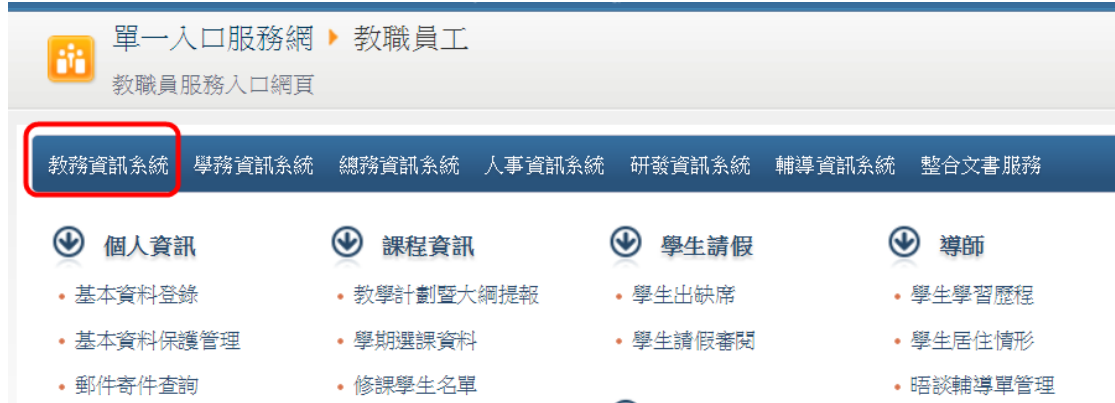 單一入口服務網 教職員工
教職員服務入口網頁
教務資訊系統 學務資訊系統 總務資訊系統 人事資訊系統 研發資訊系統 輔導資訊系統 整合文書服務
個人資訊 課程資訊 學生請假 導師
基本資料登錄 教學計劃暨大綱提報 學生出缺席 學生學習歷程
基本資料保護管理 學期選課資料 學生請假審閱 學生居住情形
郵件寄件查詢 修課學生名單 晤談輔導單管理